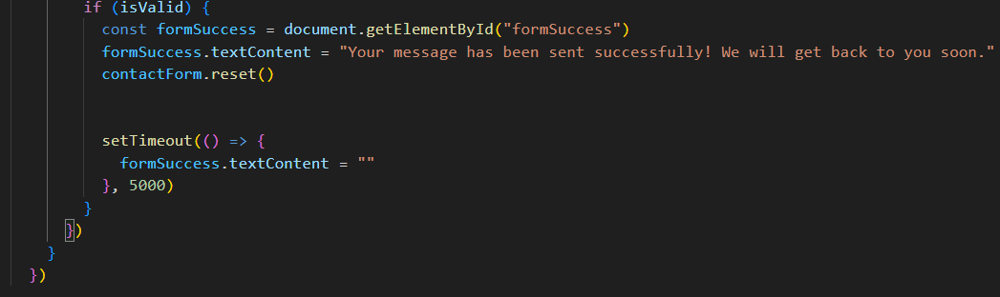 if (isValid) {
const formSuccess = document.getElementById("formSuccess")
formSuccess.textContent = "Your message has been sent successfully! We will get back to you soon."
contactForm.reset()
setTimeout(() => {
formSuccess.textContent = ""
}, 5000)
}
})
}
})